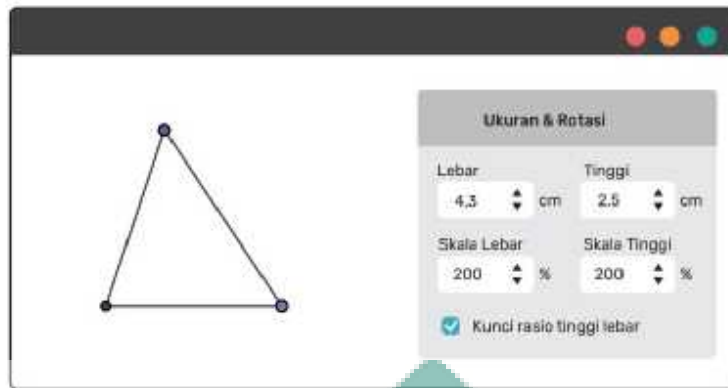 Ukuran & Rotasi
Lebar Tinggi
4,3 cm 2.5 cm
Skala Lebar Skala Tinggi
200 % 200 %
Kunci rasio tinggi lebar